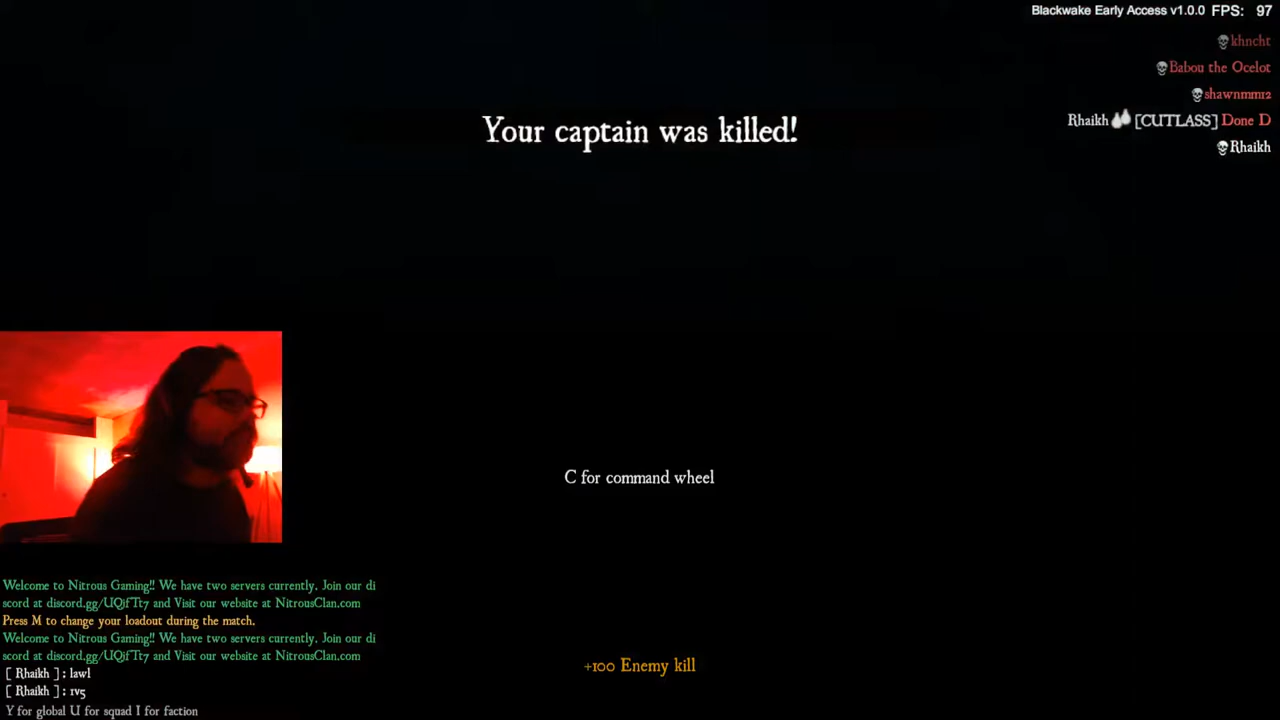 Blackwake Early Access v1.0.0 FPS: 97
khncht
Babou the Ocelot
shawnmm12
Rhaikh [CUTLASS] Done D
Rhaikh
Your captain was killed!
C for command wheel
Welcome to Nitrous Gaming!! We have two servers currently. Join our di
scord at discord.gg/UQjfTt7 and Visit our website at NitrousClan.com
Press M to change your loadout during the match.
Welcome to Nitrous Gaming!! We have two servers currently. Join our di
scord at discord.gg/UQjfTt7 and Visit our website at NitrousClan.com
[ Rhaikh ] : lawl
[ Rhaikh ] : 1v5
Y for global U for squad I for faction
+100 Enemy kill